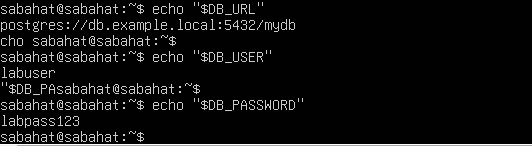 sabahat@sabahat:~$ echo "$DB_URL"
postgres://db.example.local:5432/mydb
cho sabahat@sabahat:~$
sabahat@sabahat:~$ echo "$DB_USER"
labuser
"$DB_PAsabahat@sabahat:~$
sabahat@sabahat:~$ echo "$DB_PASSWORD"
labpass123
sabahat@sabahat:~$